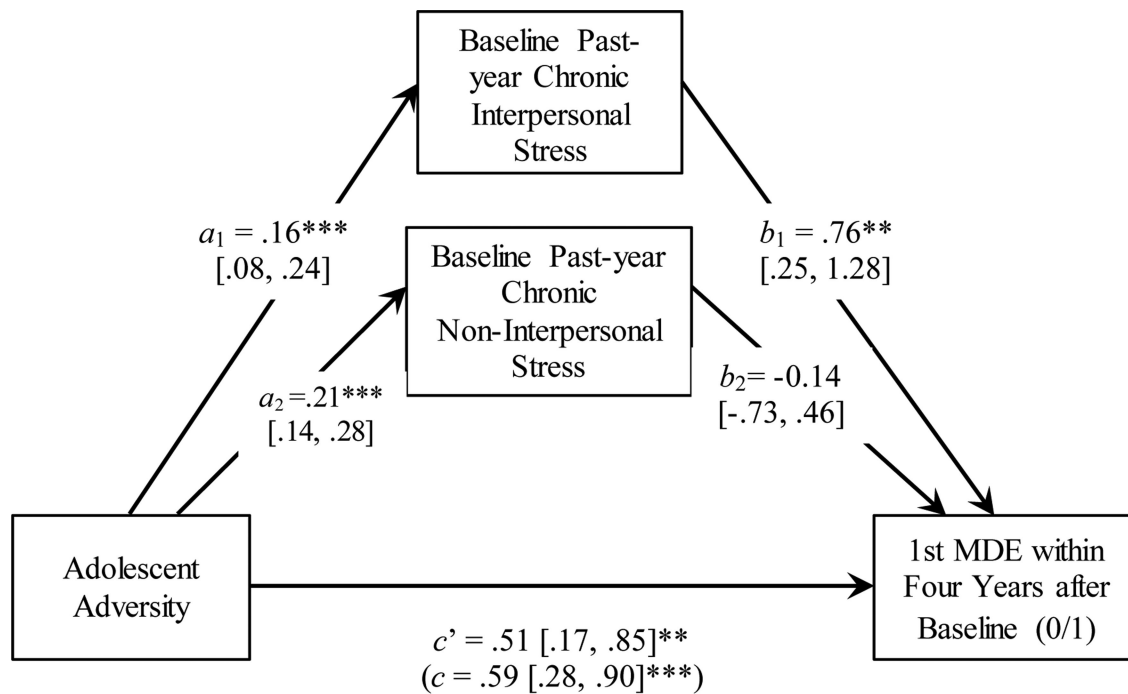 Baseline Past-
year Chronic
Interpersonal
Stress
a₁ = .16***
[.08, .24]
b₁ = .76**
[.25, 1.28]
Baseline Past-year
Chronic
Non-Interpersonal
Stress
a₂ =.21***
[.14, .28]
b₂= -0.14
[-.73, .46]
Adolescent
Adversity
1st MDE within
Four Years after
Baseline (0/1)
c’ = .51 [.17, .85]**
(c = .59 [.28, .90]***)